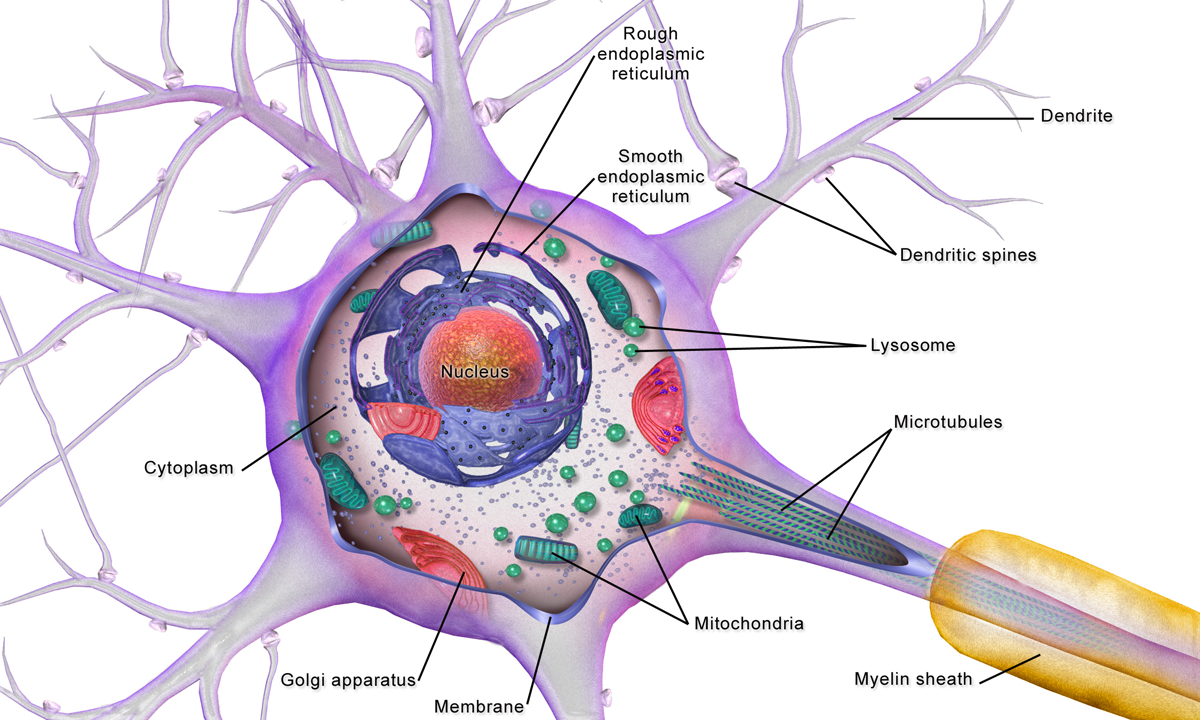 Rough
endoplasmic
reticulum
Dendrite
Smooth
endoplasmic
reticulum
Dendritic spines
Lysosome
Nucleus
Microtubules
Cytoplasm
Mitochondria
Golgi apparatus
Myelin sheath
Membrane